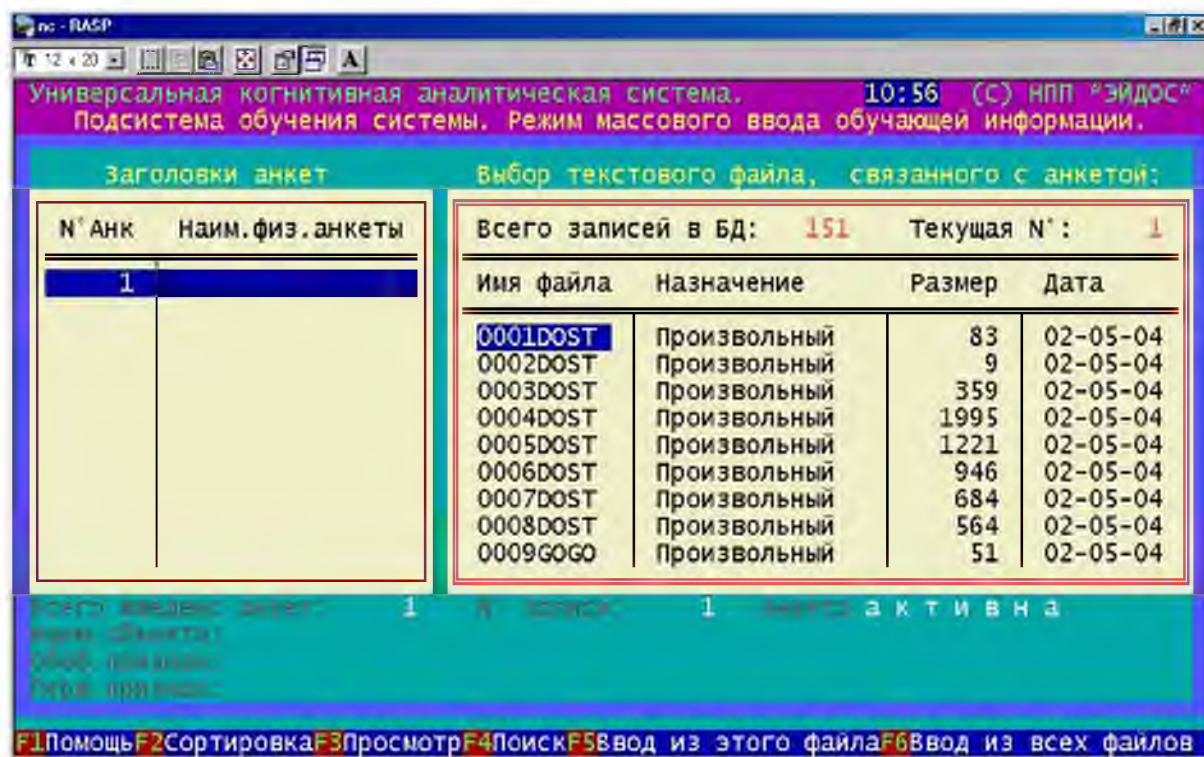 nc - RASP
12 x 20
A
Универсальная когнитивная аналитическая система. 10:56 (C) НПП "ЭЙДОС"
Подсистема обучения системы. Режим массового ввода обучающей информации.
Заголовки анкет Выбор текстового файла, связанного с анкетой:
N°Анк Наим.физ.анкеты Всего записей в БД: 151 Текущая N°: 1
1 Имя файла Назначение Размер Дата
0001DOST Произвольный 83 02-05-04
0002DOST Произвольный 9 02-05-04
0003DOST Произвольный 359 02-05-04
0004DOST Произвольный 1995 02-05-04
0005DOST Произвольный 1221 02-05-04
0006DOST Произвольный 946 02-05-04
0007DOST Произвольный 684 02-05-04
0008DOST Произвольный 564 02-05-04
0009GOGO Произвольный 51 02-05-04
1 1 а к т и в н а
F1Помощь F2Сортировка F3Просмотр F4Поиск F5Ввод из этого файла F6Ввод из всех файлов